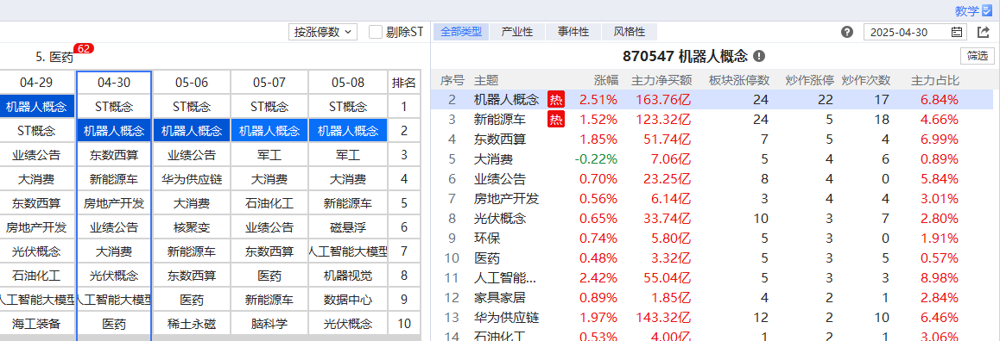 教学
按涨停数 剔除ST
全部类型 产业性 事件性 风格性
2025-04-30
5. 医药 62
870547 机器人概念
筛选
04-29 04-30 05-06 05-07 05-08 排名
机器人概念 ST概念 ST概念 ST概念 ST概念 1
ST概念 机器人概念 机器人概念 机器人概念 机器人概念 2
业绩公告 东数西算 业绩公告 军工 军工 3
大消费 新能源车 华为供应链 大消费 大消费 4
东数西算 房地产开发 大消费 石油化工 新能源车 5
房地产开发 业绩公告 核聚变 业绩公告 磁悬浮 6
光伏概念 大消费 新能源车 东数西算 人工智能大模型 7
石油化工 光伏概念 东数西算 医药 机器视觉 8
人工智能大模型 人工智能大模型 医药 新能源车 数据中心 9
海工装备 医药 稀土永磁 脑科学 光伏概念 10
序号 主题 涨幅 主力净买额 板块涨停数 炒作涨停 炒作次数 主力占比
2 机器人概念 热 2.51% 163.76亿 24 22 17 6.84%
3 新能源车 热 1.52% 123.32亿 24 5 18 4.66%
4 东数西算 1.85% 51.74亿 7 5 4 6.99%
5 大消费 -0.22% 7.06亿 5 4 6 0.89%
6 业绩公告 0.70% 23.25亿 8 4 0 5.84%
7 房地产开发 0.56% 6.14亿 3 4 4 3.01%
8 光伏概念 0.65% 33.74亿 10 3 7 2.80%
9 环保 0.74% 5.80亿 5 3 0 1.91%
10 医药 0.48% 3.32亿 5 3 5 0.57%
11 人工智能... 2.42% 55.04亿 5 3 3 8.98%
12 家具家居 0.89% 1.85亿 4 2 1 2.84%
13 华为供应链 1.97% 143.32亿 12 2 10 6.46%
14 石油化工 0.53% 4.00亿 1 2 1 3.06%